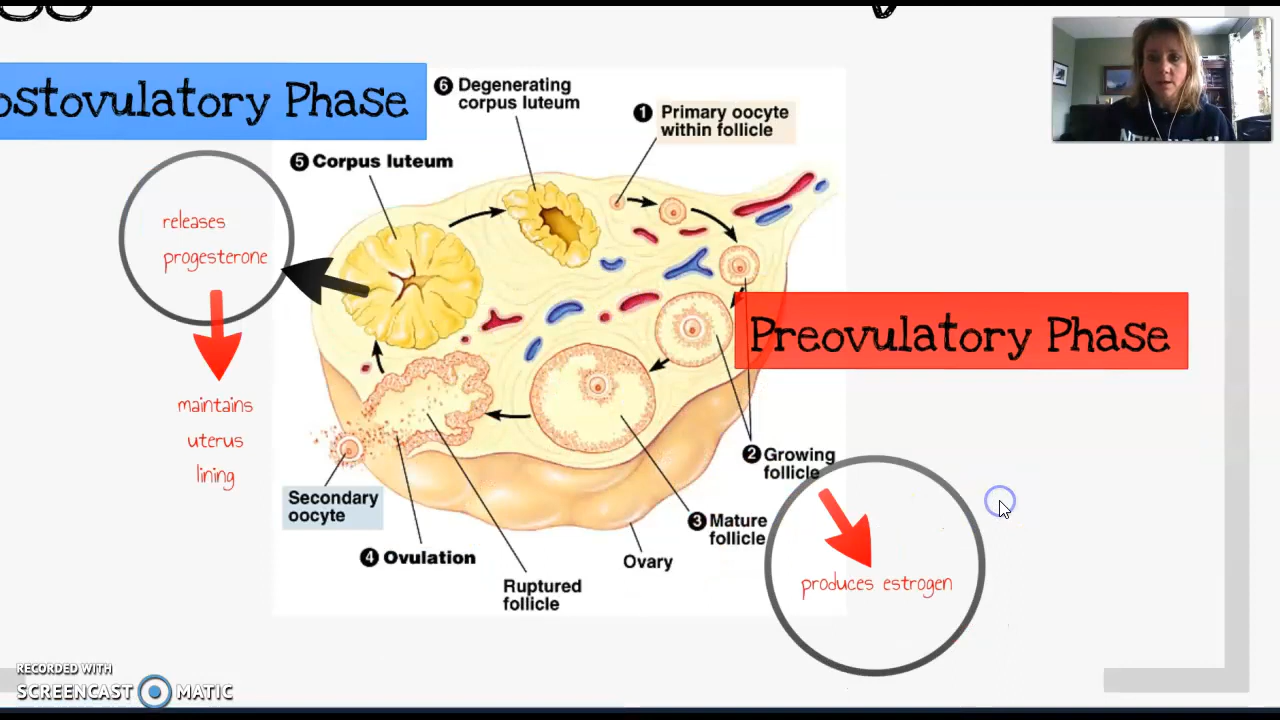 ostovulatory Phase
6 Degenerating
corpus luteum
1 Primary oocyte
within follicle
5 Corpus luteum
releases
progesterone
Preovulatory Phase
maintains
uterus
lining
2 Growing
follicle
Secondary
oocyte
3 Mature
follicle
4 Ovulation
Ovary
Ruptured
follicle
produces estrogen
RECORDED WITH
SCREENCAST MATIC